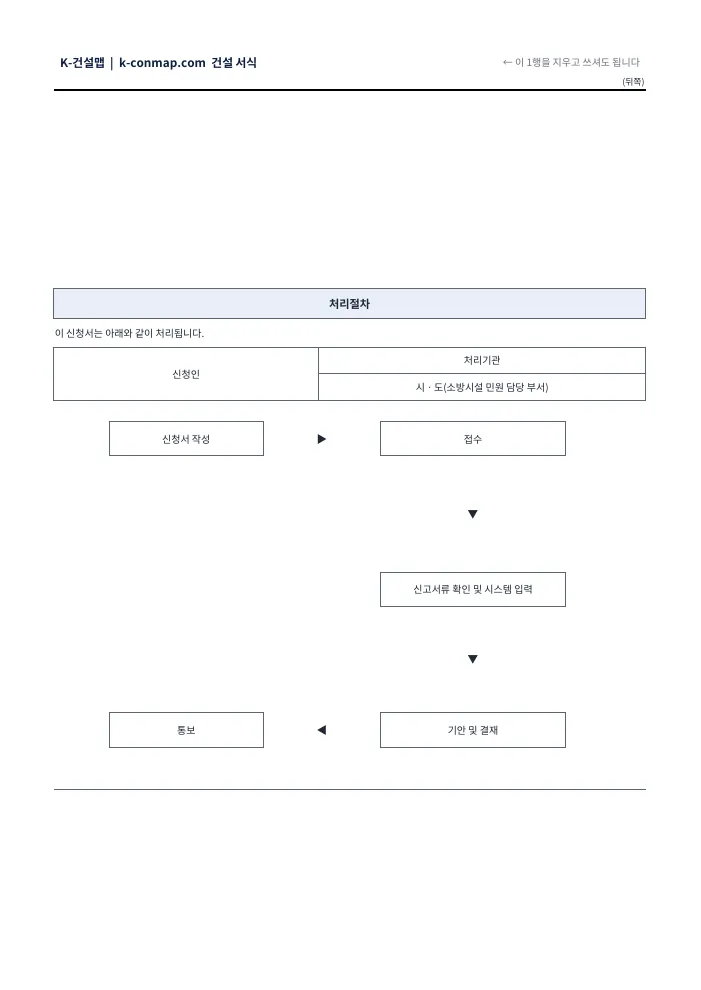 K-건설맵 | k-conmap.com 건설 서식
← 이 1행을 지우고 쓰셔도 됩니다
(뒤쪽)
처리절차
이 신청서는 아래와 같이 처리됩니다.
신청인
처리기관
시ㆍ도(소방시설 민원 담당 부서)
신청서 작성
▶
접수
▼
신고서류 확인 및 시스템 입력
▼
통보
◀
기안 및 결재